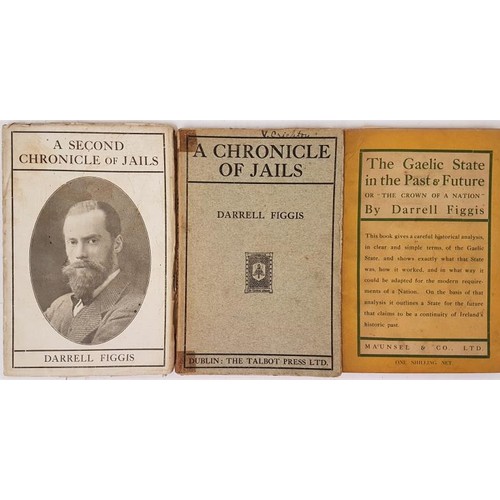 A SECOND
CHRONICLE OF JAILS
DARRELL FIGGIS
A CHRONICLE
OF JAILS
DARRELL FIGGIS
DUBLIN: THE TALBOT PRESS LTD.
The Gaelic State
in the Past & Future
OR "THE CROWN OF A NATION"
By Darrell Figgis
This book gives a careful historical analysis,
in clear and simple terms, of the Gaelic
State, and shows exactly what that State
was, how it worked, and in what way it
could be adapted for the modern require-
ments of a Nation. On the basis of that
analysis it outlines a State for the future
that claims to be a continuity of Ireland's
historic past.
MAUNSEL & CO., LTD.
ONE SHILLING NET